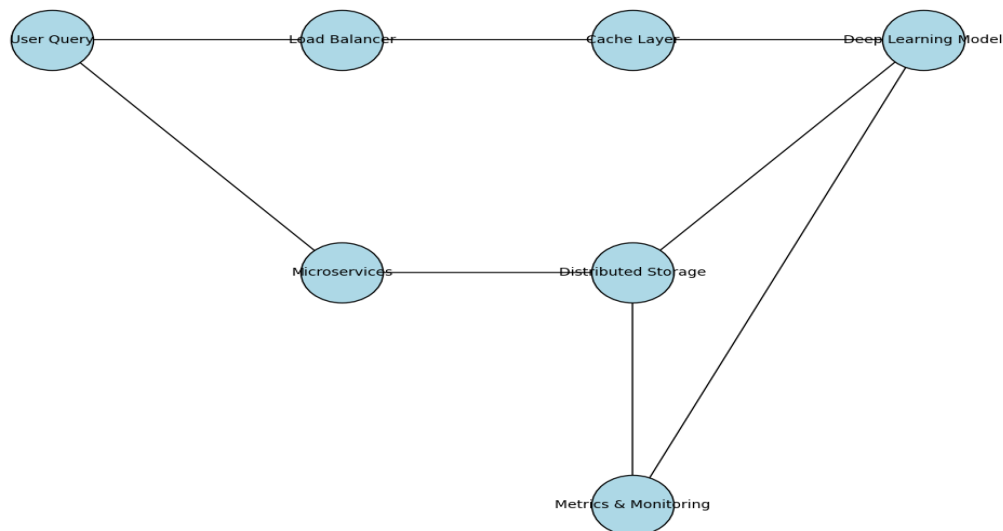 User Query
Load Balancer
Cache Layer
Deep Learning Model
Microservices
Distributed Storage
Metrics & Monitoring